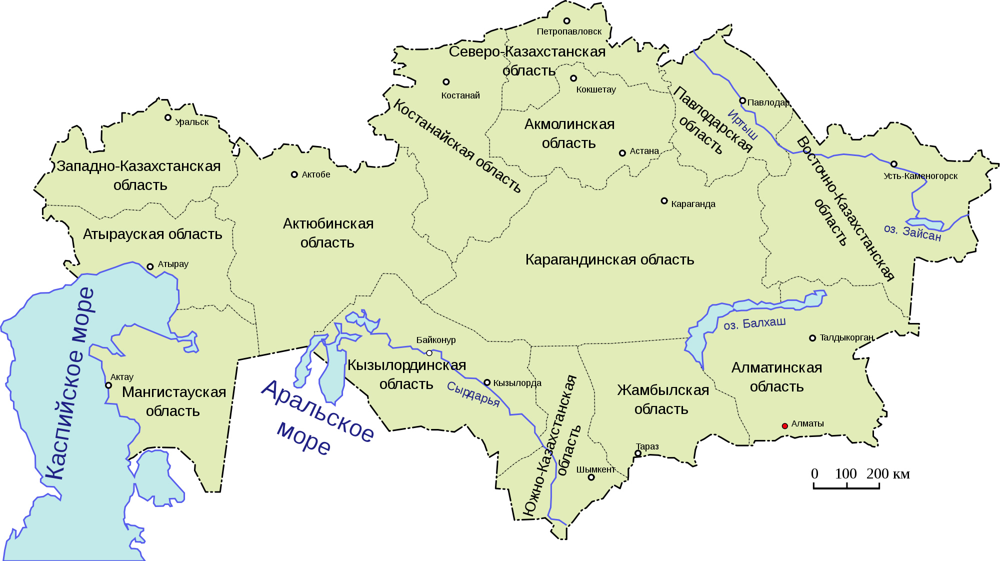 Петропавловск
Северо-Казахстанская
область
Костанай
Кокшетау
Павлодар
Павлодарская
область
Иртыш
Костанайская область
Акмолинская
область
Астана
Уральск
Западно-Казахстанская
область
Актобе
Усть-Каменогорск
Восточно-Казахстанская
область
оз. Зайсан
Караганда
Актюбинская
область
Атырауская область
Атырау
Карагандинская область
Каспийское море
оз. Балхаш
Талдыкорган
Байконур
Кызылординская
область
Кызылорда
Сырдарья
Актау
Мангистауская
область
Аральское
море
Алматинская
область
Жамбылская
область
Южно-Казахстанская
область
Алматы
Тараз
Шымкент
0 100 200 км